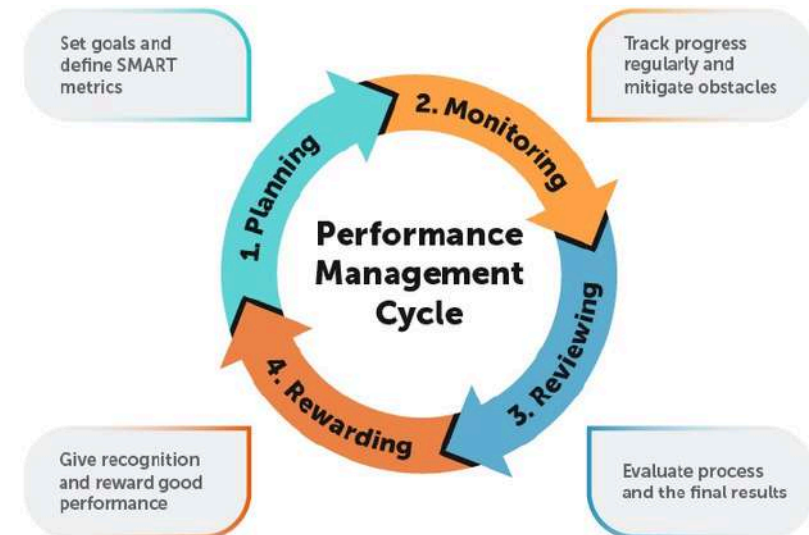 Set goals and
define SMART
metrics
Track progress
regularly and
mitigate obstacles
1. Planning
2. Monitoring
Performance
Management
Cycle
3. Reviewing
4. Rewarding
Give recognition
and reward good
performance
Evaluate process
and the final results